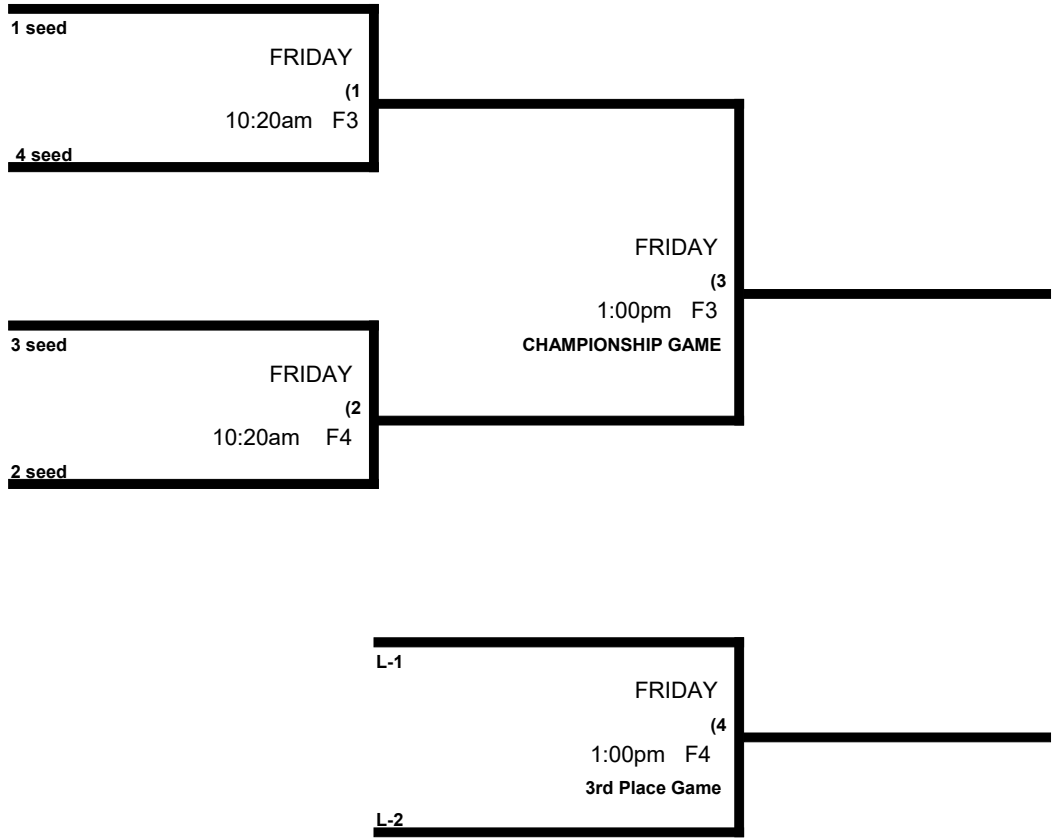 1 seed
FRIDAY
(1
10:20am F3
4 seed
FRIDAY
(3
1:00pm F3
CHAMPIONSHIP GAME
3 seed
FRIDAY
(2
10:20am F4
2 seed
L-1
FRIDAY
(4
1:00pm F4
3rd Place Game
L-2